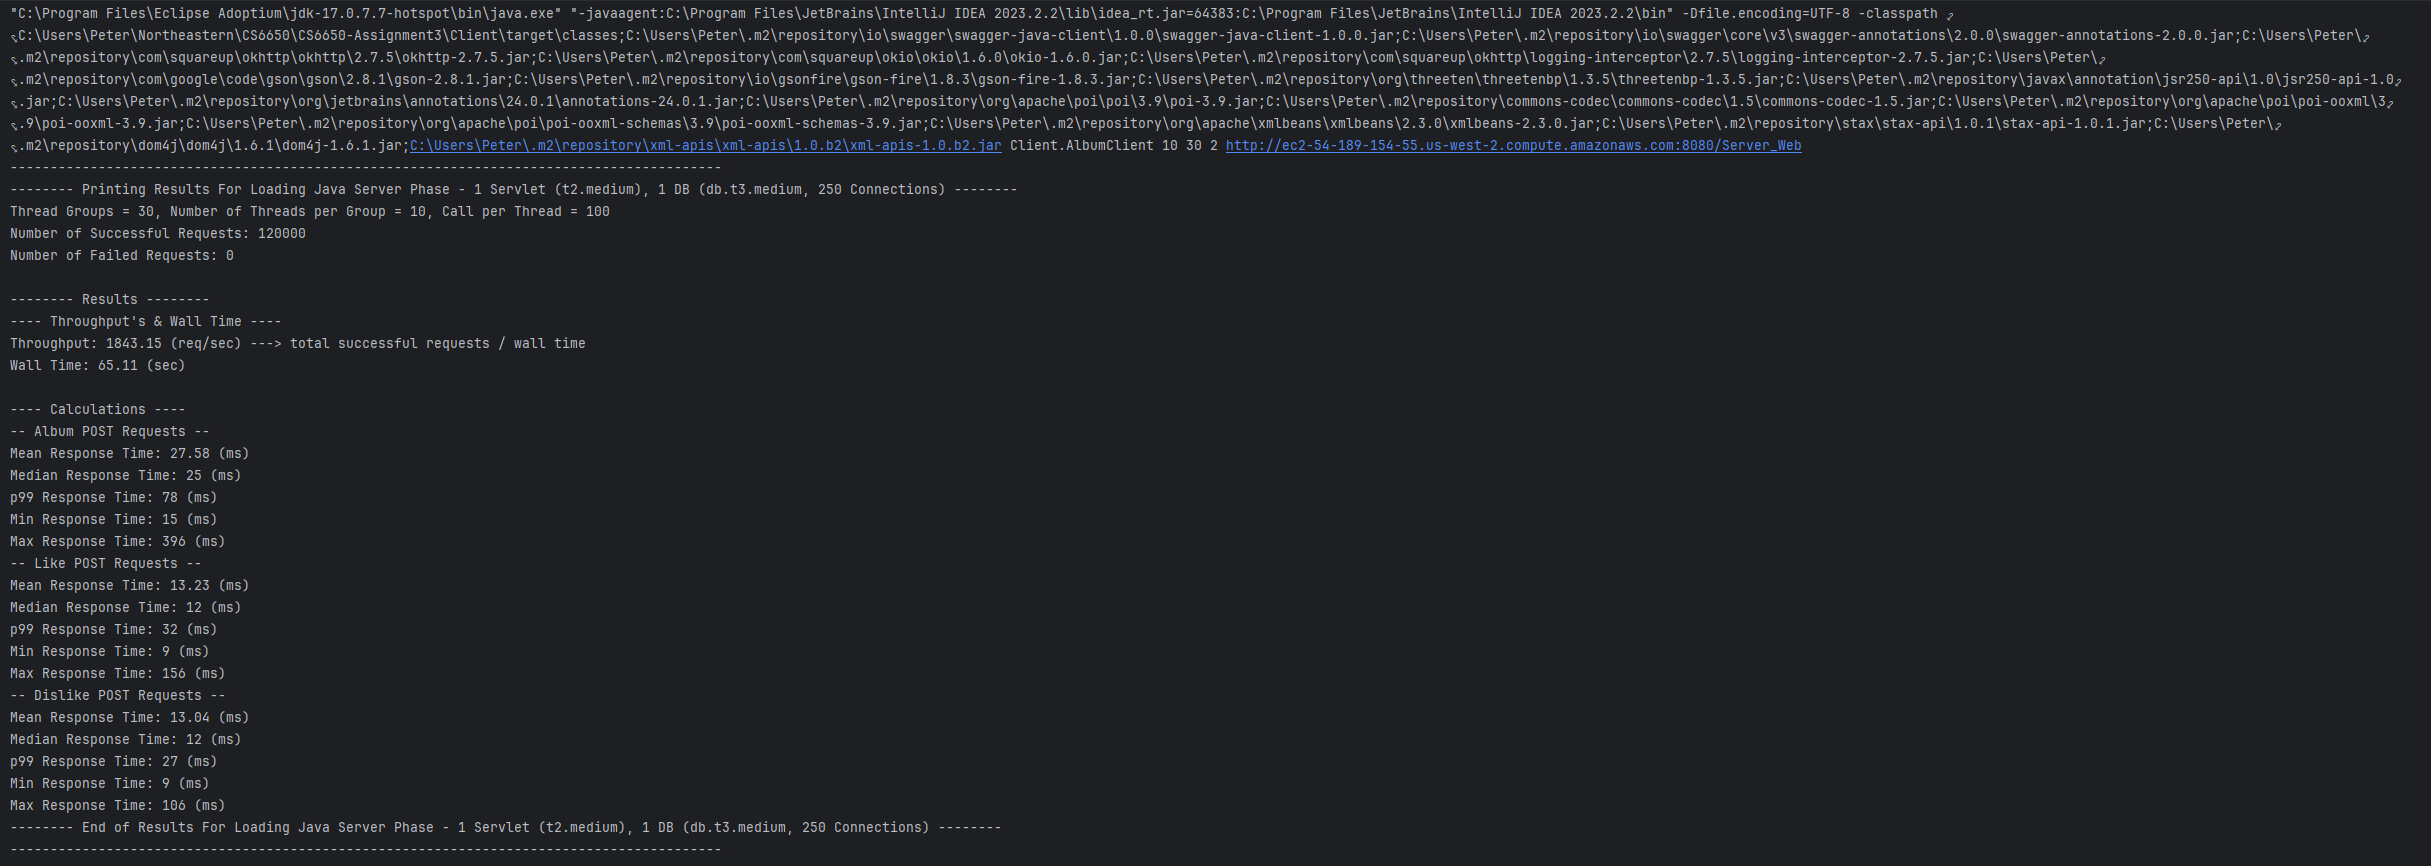 "C:\Program Files\Eclipse Adoptium\jdk-17.0.7.7-hotspot\bin\java.exe" "-javaagent:C:\Program Files\JetBrains\IntelliJ IDEA 2023.2.2\lib\idea_rt.jar=64383:C:\Program Files\JetBrains\IntelliJ IDEA 2023.2.2\bin" -Dfile.encoding=UTF-8 -classpath
C:\Users\Peter\Northeastern\CS6650\CS6650-Assignment3\Client\target\classes;C:\Users\Peter\.m2\repository\io\swagger\swagger-java-client\1.0.0\swagger-java-client-1.0.0.jar;C:\Users\Peter\.m2\repository\io\swagger\core\v3\swagger-annotations\2.0.0\swagger-annotations-2.0.0.jar;C:\Users\Peter\
.m2\repository\com\squareup\okhttp\okhttp\2.7.5\okhttp-2.7.5.jar;C:\Users\Peter\.m2\repository\com\squareup\okio\okio\1.6.0\okio-1.6.0.jar;C:\Users\Peter\.m2\repository\com\squareup\okhttp\logging-interceptor\2.7.5\logging-interceptor-2.7.5.jar;C:\Users\Peter\
.m2\repository\com\google\code\gson\gson\2.8.1\gson-2.8.1.jar;C:\Users\Peter\.m2\repository\io\gsonfire\gson-fire\1.8.3\gson-fire-1.8.3.jar;C:\Users\Peter\.m2\repository\org\threeten\threetenbp\1.3.5\threetenbp-1.3.5.jar;C:\Users\Peter\.m2\repository\javax\annotation\jsr250-api\1.0\jsr250-api-1.0
.jar;C:\Users\Peter\.m2\repository\org\jetbrains\annotations\24.0.1\annotations-24.0.1.jar;C:\Users\Peter\.m2\repository\org\apache\poi\poi\3.9\poi-3.9.jar;C:\Users\Peter\.m2\repository\commons-codec\commons-codec\1.5\commons-codec-1.5.jar;C:\Users\Peter\.m2\repository\org\apache\poi\poi-ooxml\3
.9\poi-ooxml-3.9.jar;C:\Users\Peter\.m2\repository\org\apache\poi\poi-ooxml-schemas\3.9\poi-ooxml-schemas-3.9.jar;C:\Users\Peter\.m2\repository\org\apache\xmlbeans\xmlbeans\2.3.0\xmlbeans-2.3.0.jar;C:\Users\Peter\.m2\repository\stax\stax-api\1.0.1\stax-api-1.0.1.jar;C:\Users\Peter\
.m2\repository\dom4j\dom4j\1.6.1\dom4j-1.6.1.jar;C:\Users\Peter\.m2\repository\xml-apis\xml-apis\1.0.b2\xml-apis-1.0.b2.jar Client.AlbumClient 10 30 2 http://ec2-54-189-154-55.us-west-2.compute.amazonaws.com:8080/Server_Web
-----------------------------------------------------------------------------------------
-------- Printing Results For Loading Java Server Phase - 1 Servlet (t2.medium), 1 DB (db.t3.medium, 250 Connections) --------
Thread Groups = 30, Number of Threads per Group = 10, Call per Thread = 100
Number of Successful Requests: 120000
Number of Failed Requests: 0
-------- Results --------
---- Throughput's & Wall Time ----
Throughput: 1843.15 (req/sec) ---> total successful requests / wall time
Wall Time: 65.11 (sec)
---- Calculations ----
-- Album POST Requests --
Mean Response Time: 27.58 (ms)
Median Response Time: 25 (ms)
p99 Response Time: 78 (ms)
Min Response Time: 15 (ms)
Max Response Time: 396 (ms)
-- Like POST Requests --
Mean Response Time: 13.23 (ms)
Median Response Time: 12 (ms)
p99 Response Time: 32 (ms)
Min Response Time: 9 (ms)
Max Response Time: 156 (ms)
-- Dislike POST Requests --
Mean Response Time: 13.04 (ms)
Median Response Time: 12 (ms)
p99 Response Time: 27 (ms)
Min Response Time: 9 (ms)
Max Response Time: 106 (ms)
-------- End of Results For Loading Java Server Phase - 1 Servlet (t2.medium), 1 DB (db.t3.medium, 250 Connections) --------
-----------------------------------------------------------------------------------------